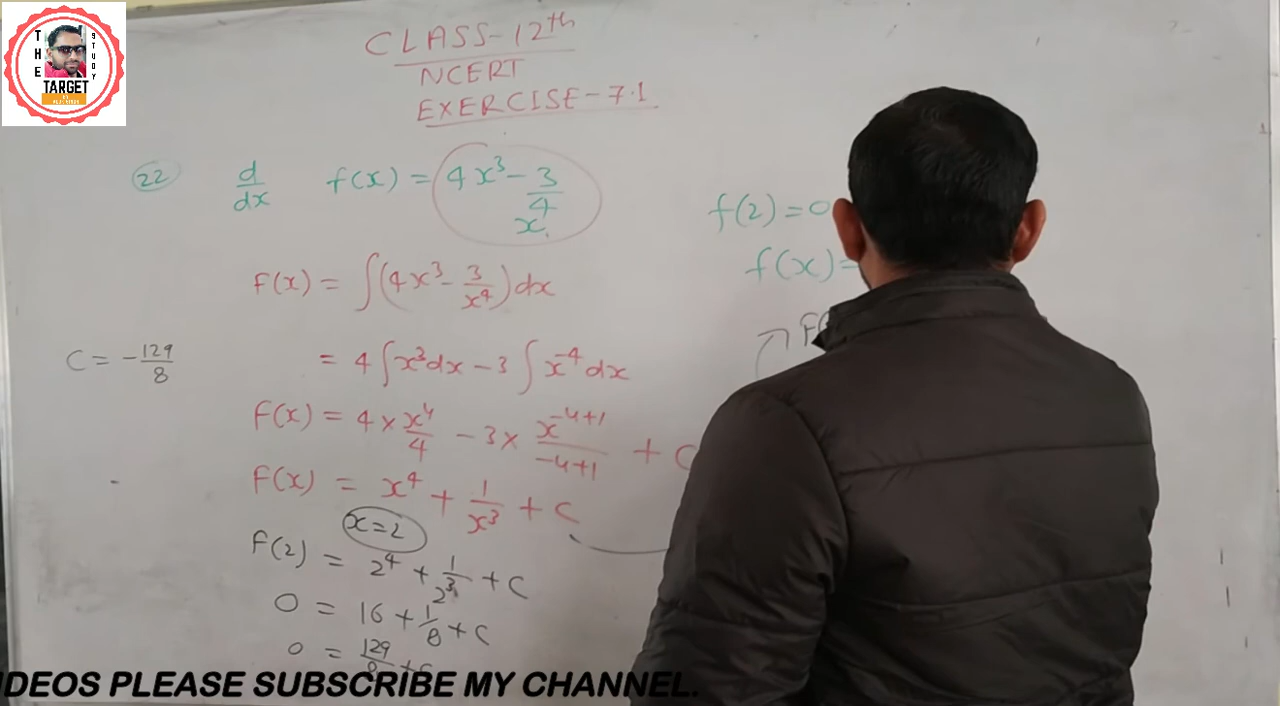 THE
STUDY
TARGET
CLASS-12th
NCERT
EXERCISE-7.1
22 d/dx f(x) = 4x³ - 3/x⁴
f(2)=0
f(x)=
F(x) = ∫(4x³ - 3/x⁴)dx
C = -129/8
= 4∫x³dx - 3∫x⁻⁴dx
F(x) = 4 × x⁴/4 - 3 × x⁻⁴⁺¹/-4+1 + C
F(x) = x⁴ + 1/x³ + C
x=2
F(2) = 2⁴ + 1/2³ + C
0 = 16 + 1/8 + C
0 = 129/8 + C
IDEOS PLEASE SUBSCRIBE MY CHANNEL.